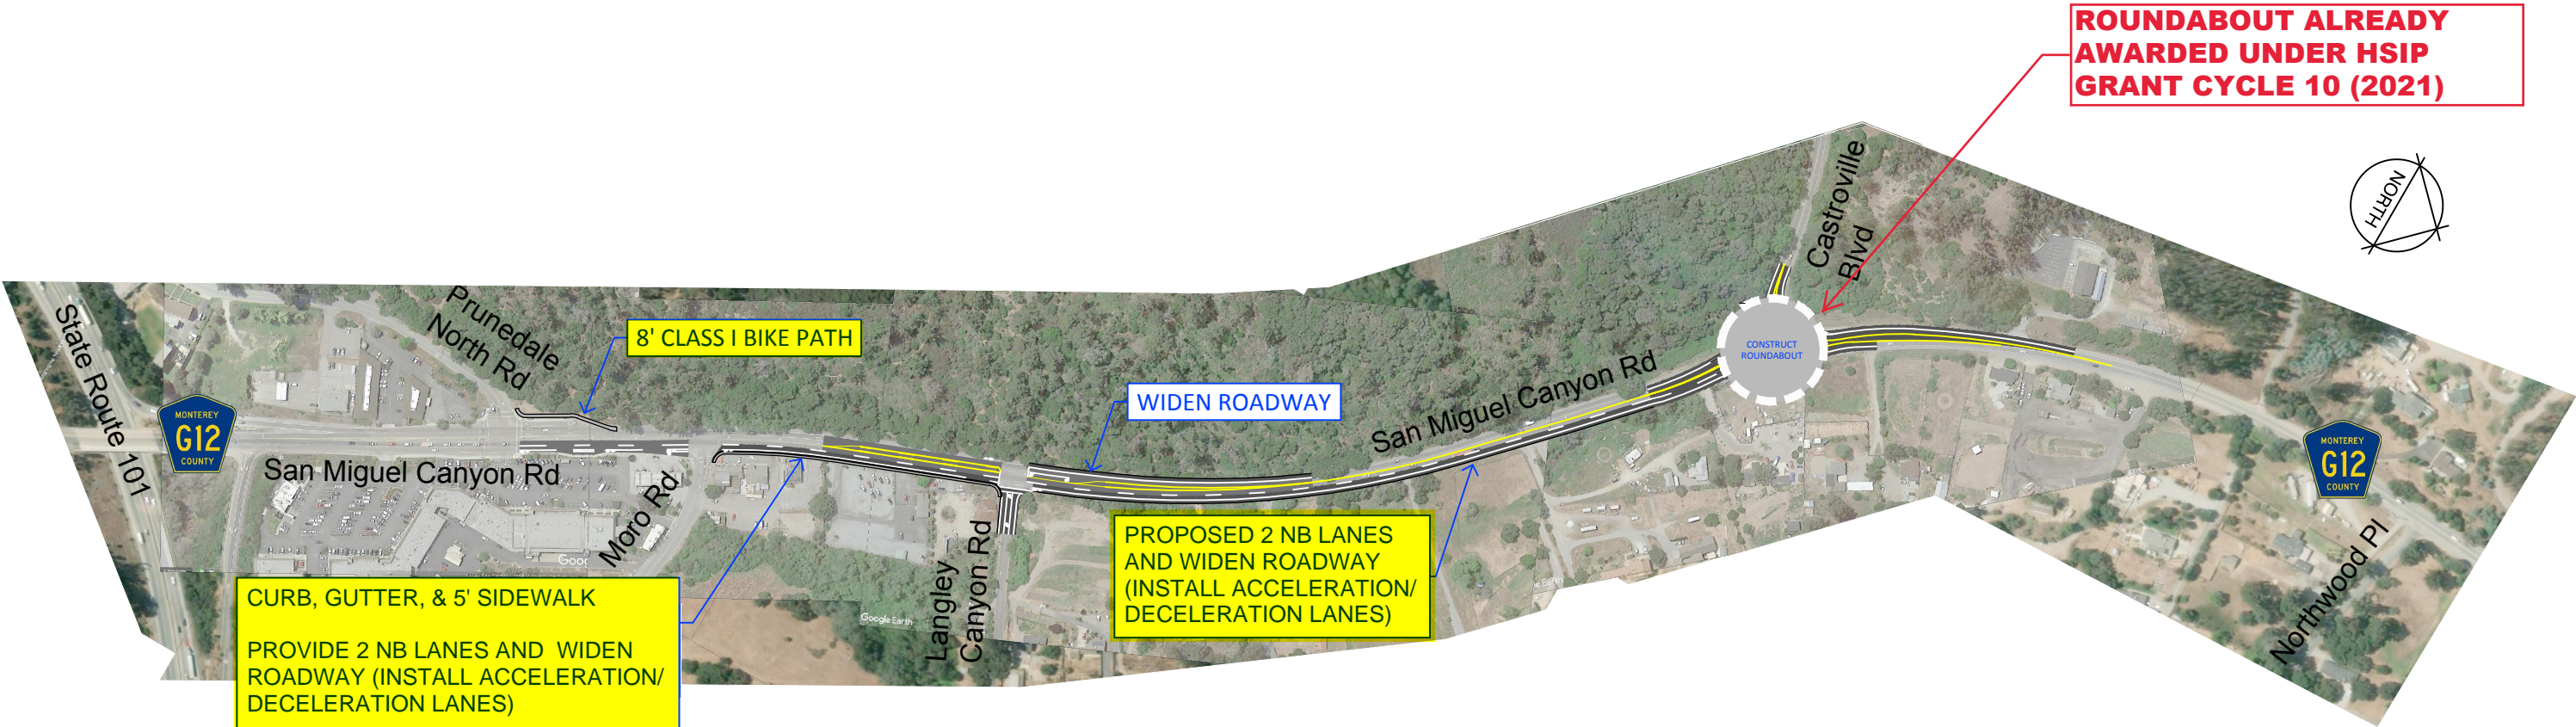 ROUNDABOUT ALREADY
AWARDED UNDER HSIP
GRANT CYCLE 10 (2021)
NORTH
Castroville
Blvd
State Route 101
MONTEREY
G12
COUNTY
Prunedale
North Rd
8' CLASS I BIKE PATH
WIDEN ROADWAY
San Miguel Canyon Rd
CONSTRUCT
ROUNDABOUT
San Miguel Canyon Rd
Moro Rd
Langley
Canyon Rd
PROPOSED 2 NB LANES
AND WIDEN ROADWAY
(INSTALL ACCELERATION/
DECELERATION LANES)
MONTEREY
G12
COUNTY
Northwood Pl
CURB, GUTTER, & 5' SIDEWALK
PROVIDE 2 NB LANES AND WIDEN
ROADWAY (INSTALL ACCELERATION/
DECELERATION LANES)
Goo
Google Earth
e Earth